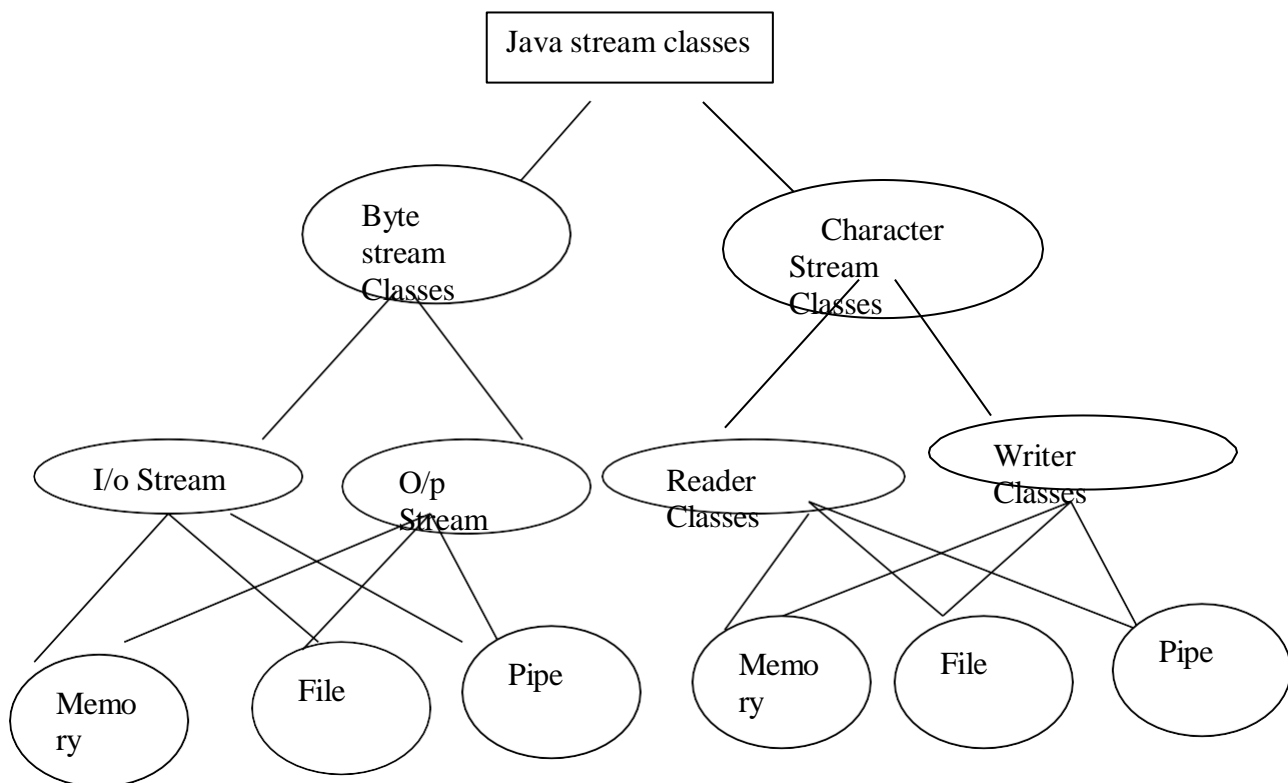 Java stream classes
Byte
stream
Classes
Character
Stream
Classes
I/o Stream
O/p
Stream
Reader
Classes
Writer
Classes
Memo
ry
File
Pipe
Memo
ry
File
Pipe